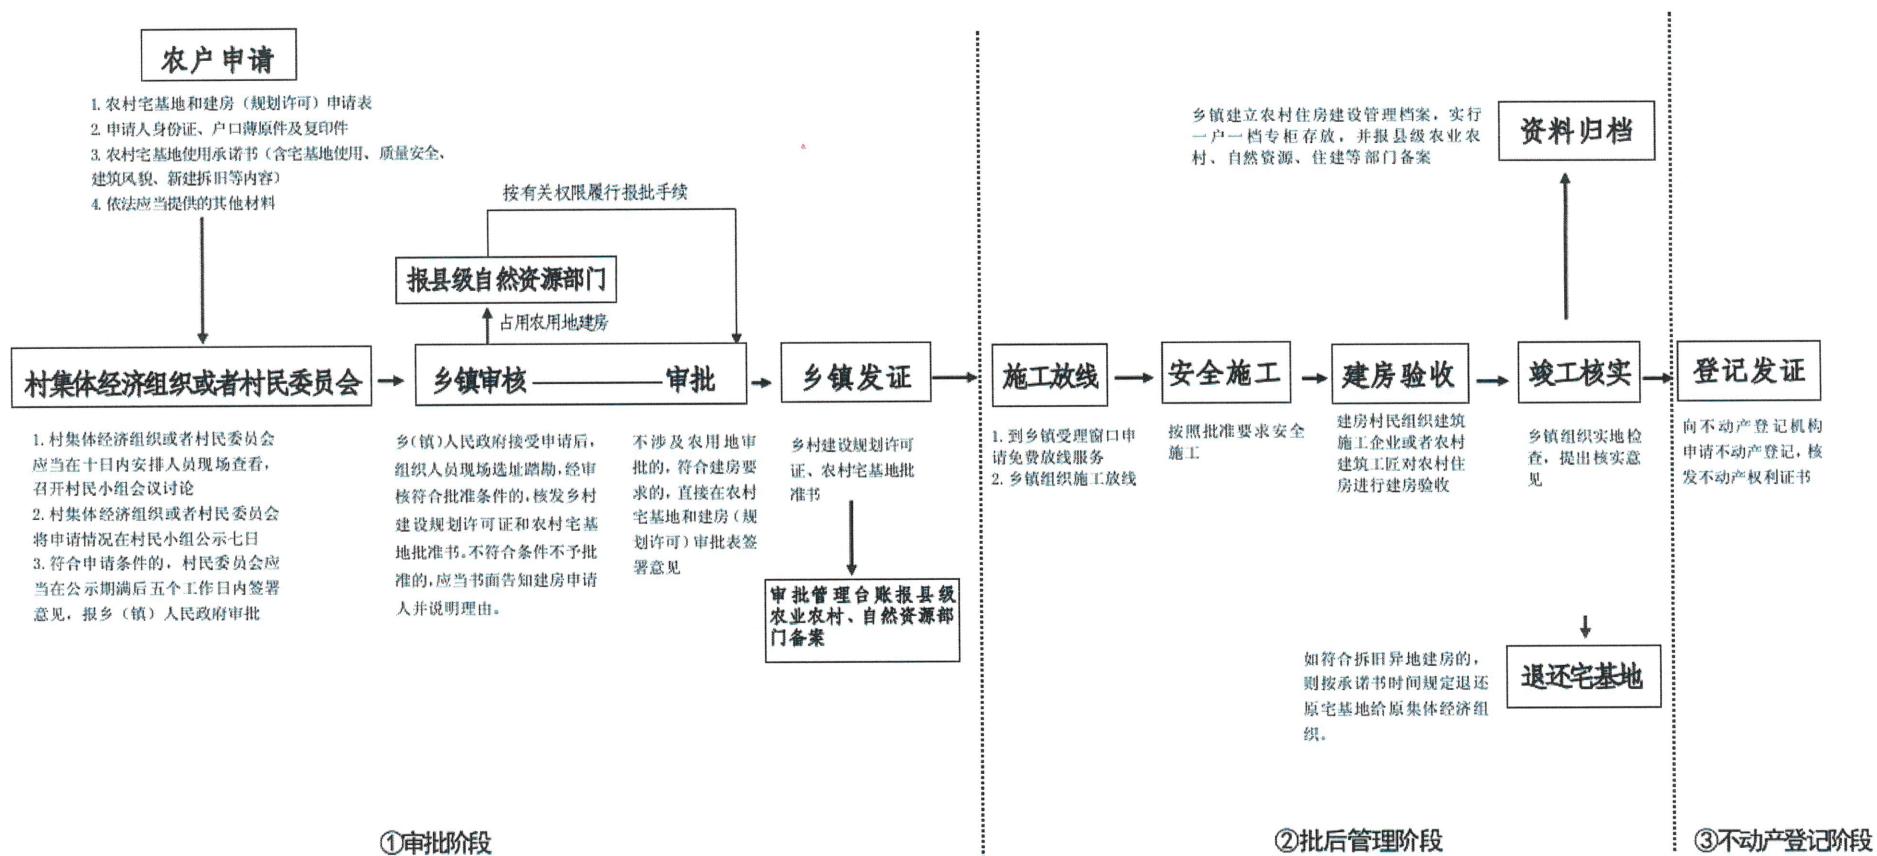 农户申请
1. 农村宅基地和建房（规划许可）申请表
2. 申请人身份证、户口薄原件及复印件
3. 农村宅基地使用承诺书（含宅基地使用、质量安全、
建筑风貌、新建拆旧等内容）
4. 依法应当提供的其他材料
按有关权限履行报批手续
报县级自然资源部门
占用农用地建房
村集体经济组织或者村民委员会
1. 村集体经济组织或者村民委员会
应当在十日内安排人员现场查看，
召开村民小组会议讨论
2. 村集体经济组织或者村民委员会
将申请情况在村民小组公示七日
3. 符合申请条件的，村民委员会应
当在公示期满后五个工作日内签署
意见，报乡（镇）人民政府审批
乡镇审核 审批
乡（镇）人民政府接受申请后，
组织人员现场选址踏勘，经审
核符合批准条件的，核发乡村
建设规划许可证和农村宅基
地批准书。不符合条件不予批
准的，应当书面告知建房申请
人并说明理由。
不涉及农用地审
批的，符合建房要
求的，直接在农村
宅基地和建房（规
划许可）审批表签
署意见
乡镇发证
乡村建设规划许可
证、农村宅基地批
准书
审批管理台账报县级
农业农村、自然资源部
门备案
①审批阶段
施工放线
1. 到乡镇受理窗口申
请免费放线服务
2. 乡镇组织施工放线
安全施工
按照批准要求安全
施工
建房验收
建房村民组织建筑
施工企业或者农村
建筑工匠对农村住
房进行建房验收
竣工核实
乡镇组织实地检
查，提出核实意
见
乡镇建立农村住房建设管理档案，实行
一户一档专柜存放，并报县级农业农
村、自然资源、住建等部门备案
资料归档
如符合拆旧异地建房的，
则按承诺书时间规定退还
原宅基地给原集体经济组
织。
退还宅基地
②批后管理阶段
登记发证
向不动产登记机构
申请不动产登记，核
发不动产权利证书
③不动产登记阶段